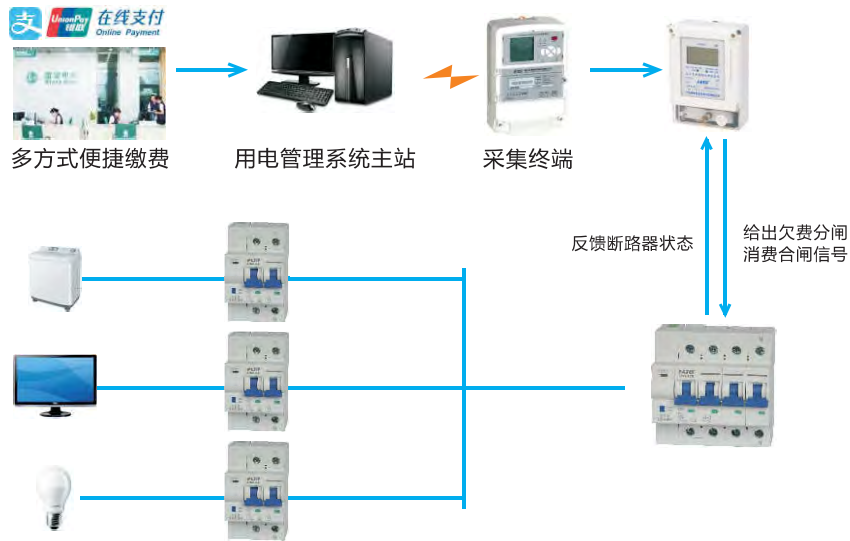 支
UnionPay
银联
在线支付
Online Payment
多方式便捷缴费
用电管理系统主站
采集终端
反馈断路器状态
给出欠费分闸
消费合闸信号